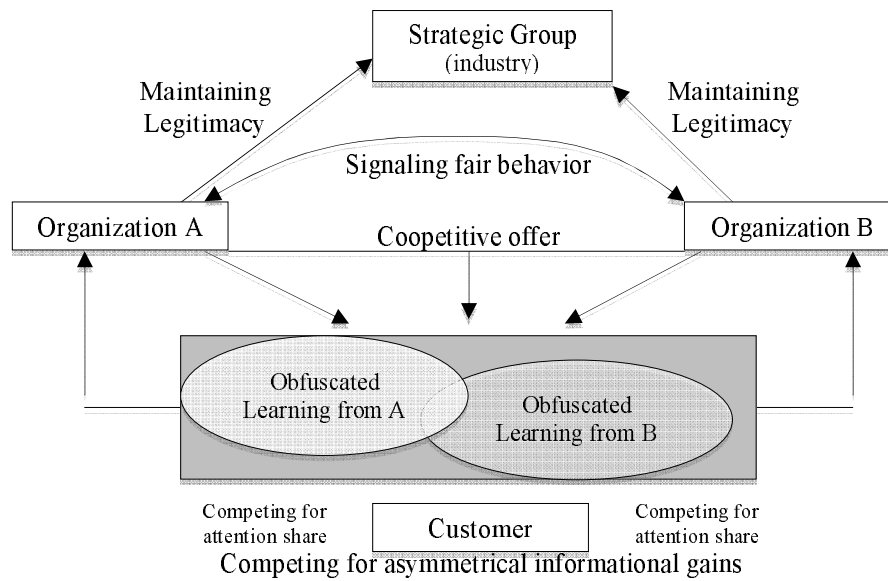 Strategic Group
(industry)
Maintaining
Legitimacy
Maintaining
Legitimacy
Signaling fair behavior
Organization A
Organization B
Coopetitive offer
Obfuscated
Learning from A
Obfuscated
Learning from B
Competing for
attention share
Customer
Competing for
attention share
Competing for asymmetrical informational gains